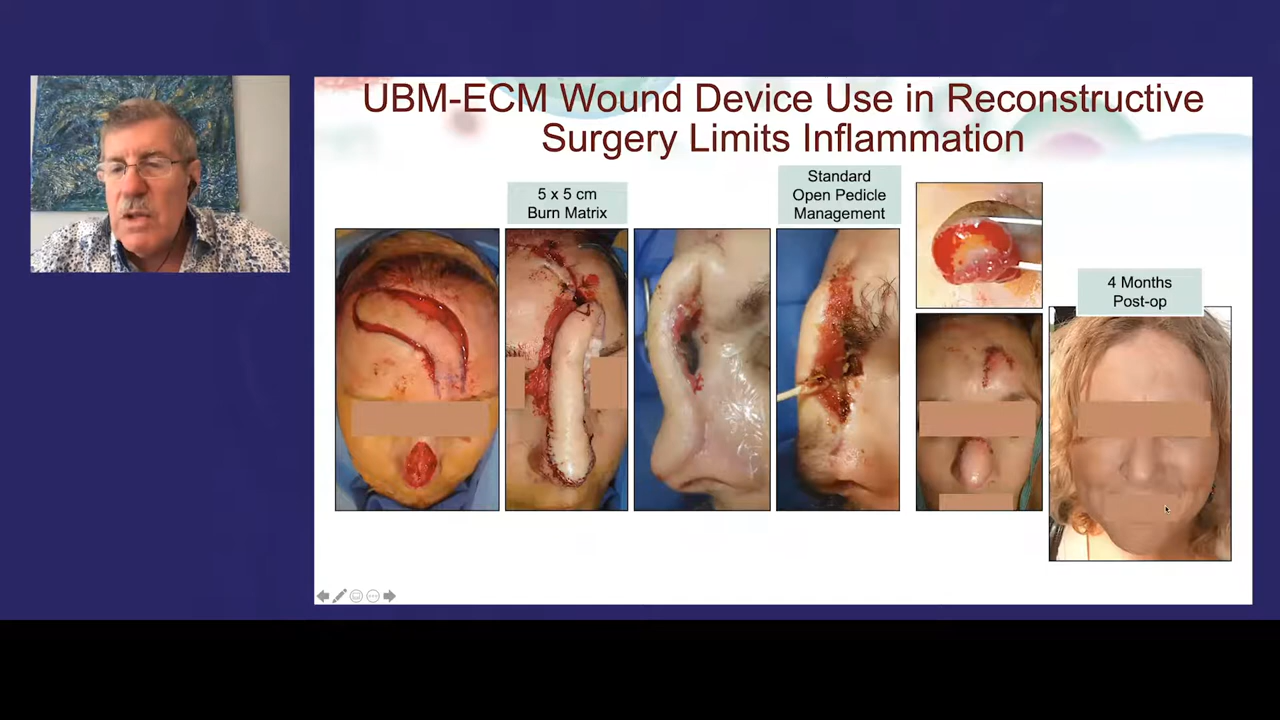 UBM-ECM Wound Device Use in Reconstructive
Surgery Limits Inflammation
5 x 5 cm
Burn Matrix
Standard
Open Pedicle
Management
4 Months
Post-op